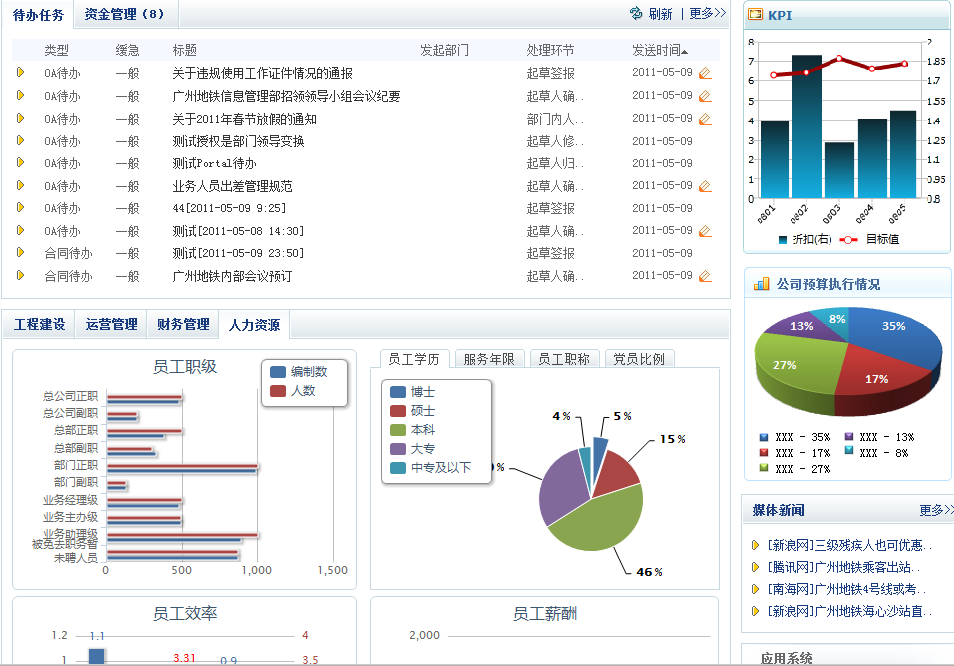 待办任务 资金管理（8） 刷新 | 更多>>
类型 缓急 标题 发起部门 处理环节 发送时间
OA待办 一般 关于违规使用工作证件情况的通报 起草签报 2011-05-09
OA待办 一般 广州地铁信息管理部招领领导小组会议纪要 起草人确.. 2011-05-09
OA待办 一般 关于2011年春节放假的通知 部门内人.. 2011-05-09
OA待办 一般 测试授权是部门领导变换 起草人修.. 2011-05-09
OA待办 一般 测试Portal待办 起草人归.. 2011-05-09
OA待办 一般 业务人员出差管理规范 起草人确.. 2011-05-09
OA待办 一般 44[2011-05-09 9:25] 起草签报 2011-05-09
OA待办 一般 测试[2011-05-08 14:30] 起草人确.. 2011-05-09
合同待办 一般 测试[2011-05-09 23:50] 起草签报 2011-05-09
合同待办 一般 广州地铁内部会议预订 起草人确.. 2011-05-09
工程建设 运营管理 财务管理 人力资源
员工职级
编制数
人数
总公司正职
总公司副职
总部正职
总部副职
部门正职
部门副职
业务经理级
业务主办级
业务助理级
被免去职务暂
未聘人员
0 500 1,000 1,500
员工学历 服务年限 员工职称 党员比例
博士
硕士
本科
大专
中专及以下
4% 5%
15%
%
46%
员工效率
1.2 1.1 4
1 3.31 0.9 3.5
员工薪酬
2,000
KPI
8 2
7 1.85
6 1.7
5 1.55
4 1.4
3 1.25
2 1.1
1 0.95
0 0.8
折扣(右) 目标值
公司预算执行情况
8%
13% 35%
27%
17%
XXX - 35% XXX - 13%
XXX - 17% XXX - 8%
XXX - 27%
媒体新闻 更多>>
[新浪网]三级残疾人也可优惠..
[腾讯网]广州地铁乘客出站..
[南海网]广州地铁4号线或考..
[新浪网]广州地铁海心沙站直..
应用系统